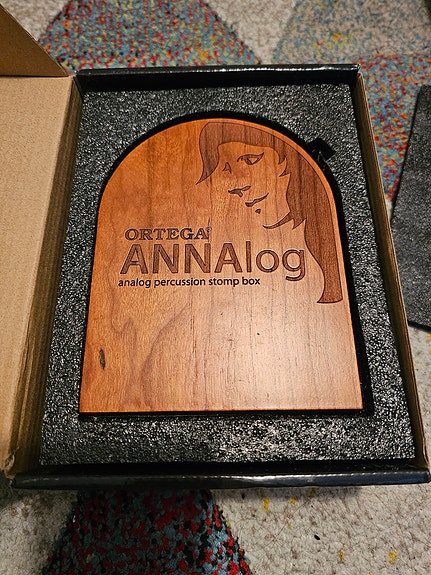 ORTEGA
ANNAlog
analog percussion stomp box